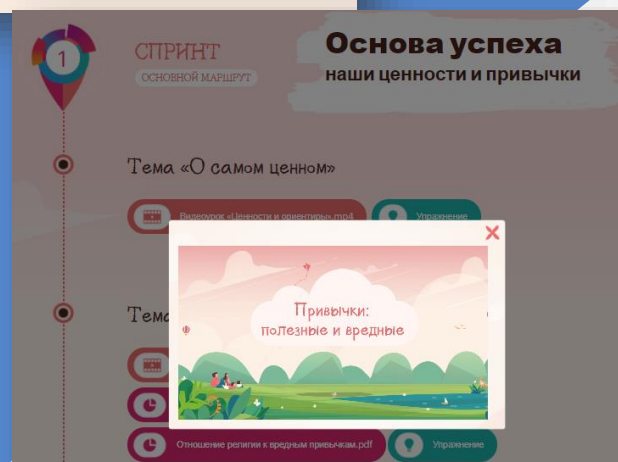 1
СПРИНТ
ОСНОВНОЙ МАРШРУТ
Основа успеха
наши ценности и привычки
Тема «О самом ценном»
Видеоурок «Ценности и ориентиры».mp4
Упражнение
Тема
Привычки:
полезные и вредные
Отношение религии к вредным привычкам.pdf
Упражнение